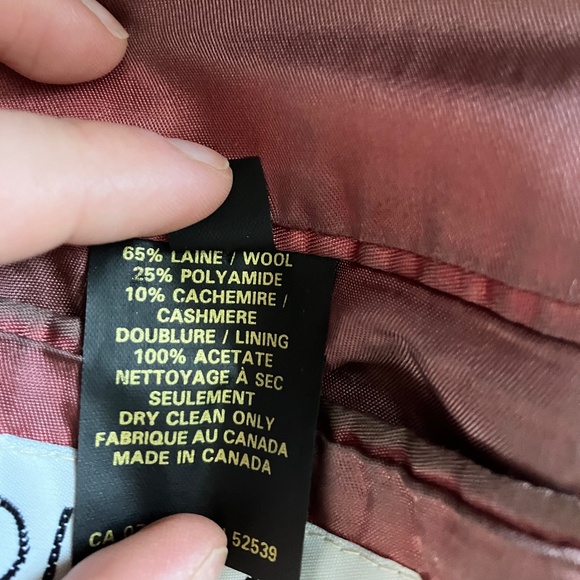 65% LAINE / WOOL
25% POLYAMIDE
10% CACHEMIRE /
CASHMERE
DOUBLURE / LINING
100% ACETATE
NETTOYAGE À SEC
SEULEMENT
DRY CLEAN ONLY
FABRIQUE AU CANADA
MADE IN CANADA
CA 52539